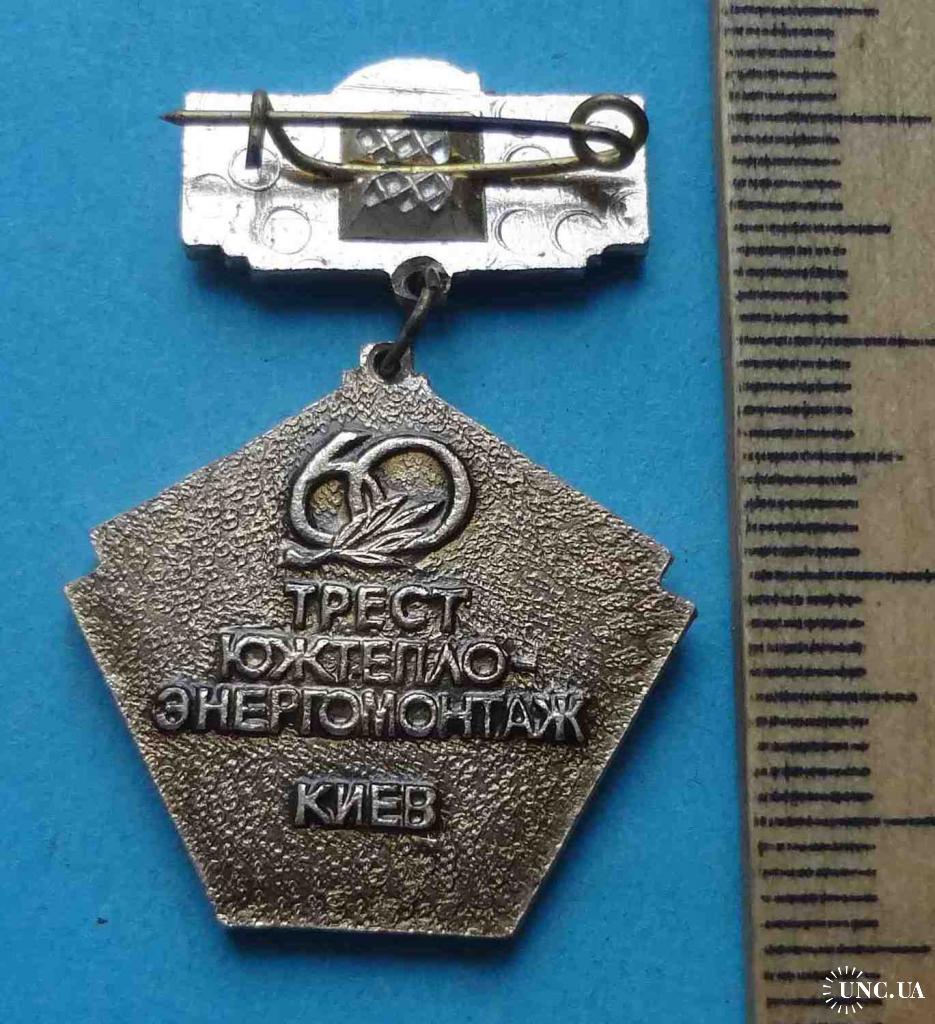 60
ТРЕСТ
ЮЖТЕПЛО-
ЭНЕРГОМОНТАЖ
КИЕВ
UNC.UA